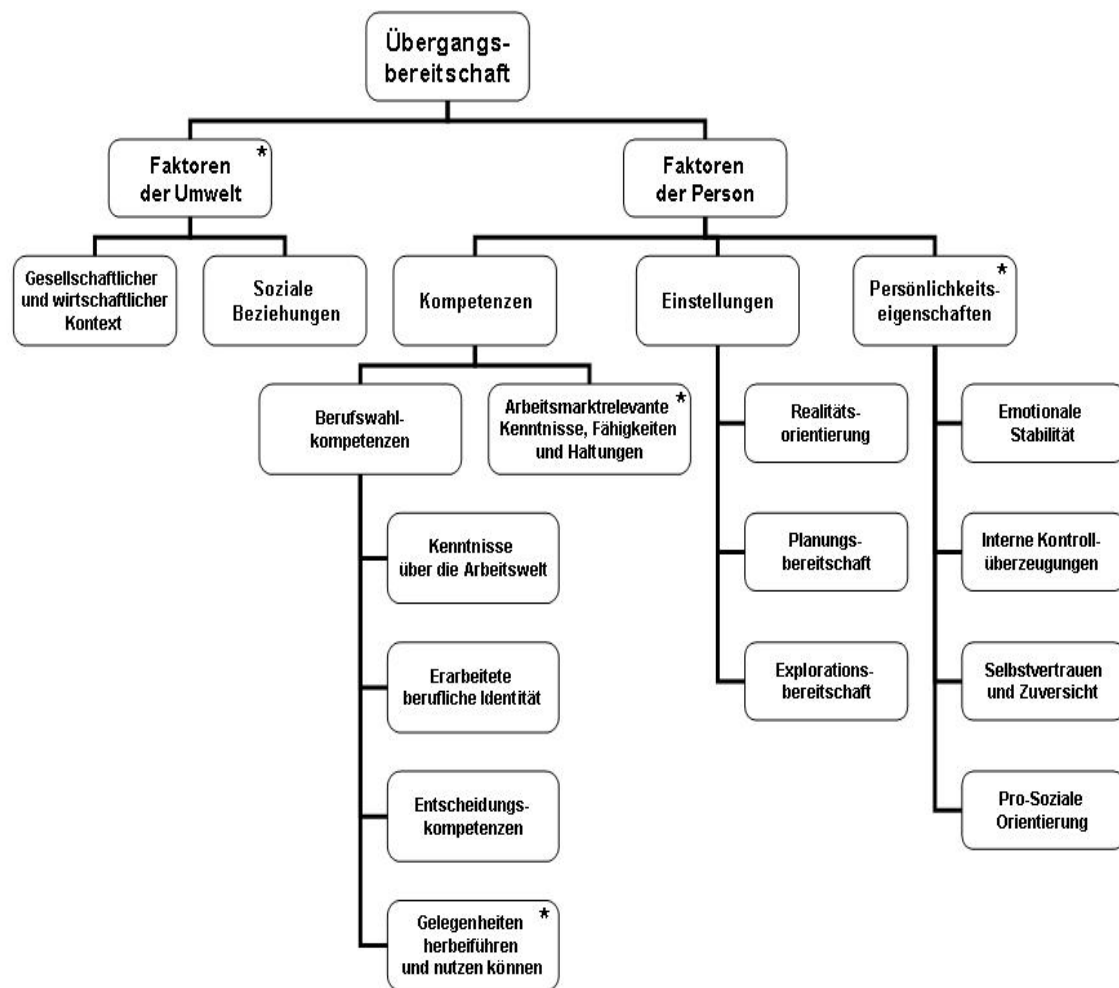 Übergangs-
bereitschaft
Faktoren *
der Umwelt
Faktoren
der Person
Gesellschaftlicher
und wirtschaftlicher
Kontext
Soziale
Beziehungen
Kompetenzen
Einstellungen
Persönlichkeits- *
eigenschaften
Berufswahl-
kompetenzen
Arbeitsmarktrelevante *
Kenntnisse, Fähigkeiten
und Haltungen
Kenntnisse
über die Arbeitswelt
Erarbeitete
berufliche Identität
Entscheidungs-
kompetenzen
Gelegenheiten *
herbeiführen
und nutzen können
Realitäts-
orientierung
Planungs-
bereitschaft
Explorations-
bereitschaft
Emotionale
Stabilität
Interne Kontroll-
überzeugungen
Selbstvertrauen
und Zuversicht
Pro-Soziale
Orientierung